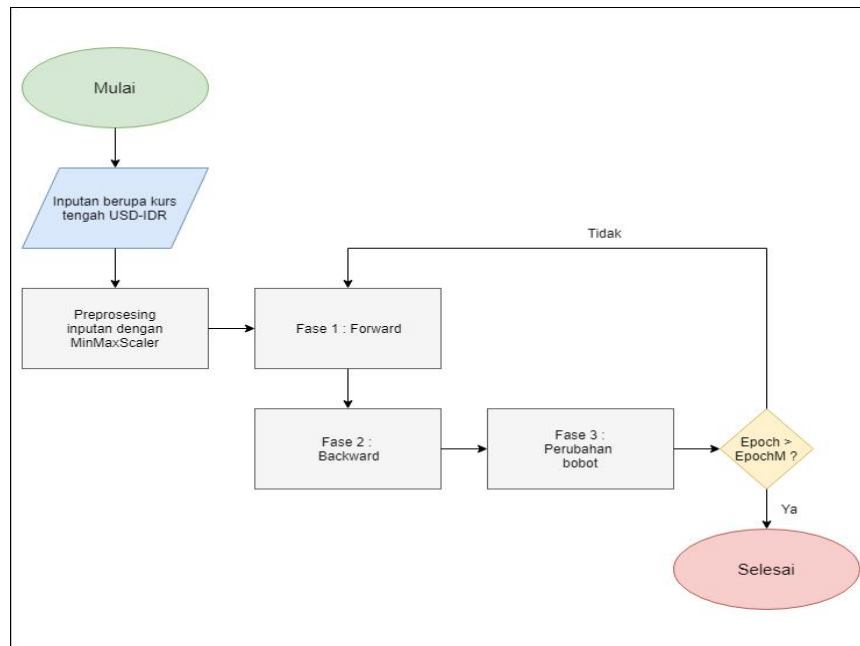 Mulai
Inputan berupa kurs
tengah USD-IDR
Preprosesing
inputan dengan
MinMaxScaler
Fase 1 : Forward
Tidak
Fase 2 :
Backward
Fase 3 :
Perubahan
bobot
Epoch >
EpochM ?
Ya
Selesai